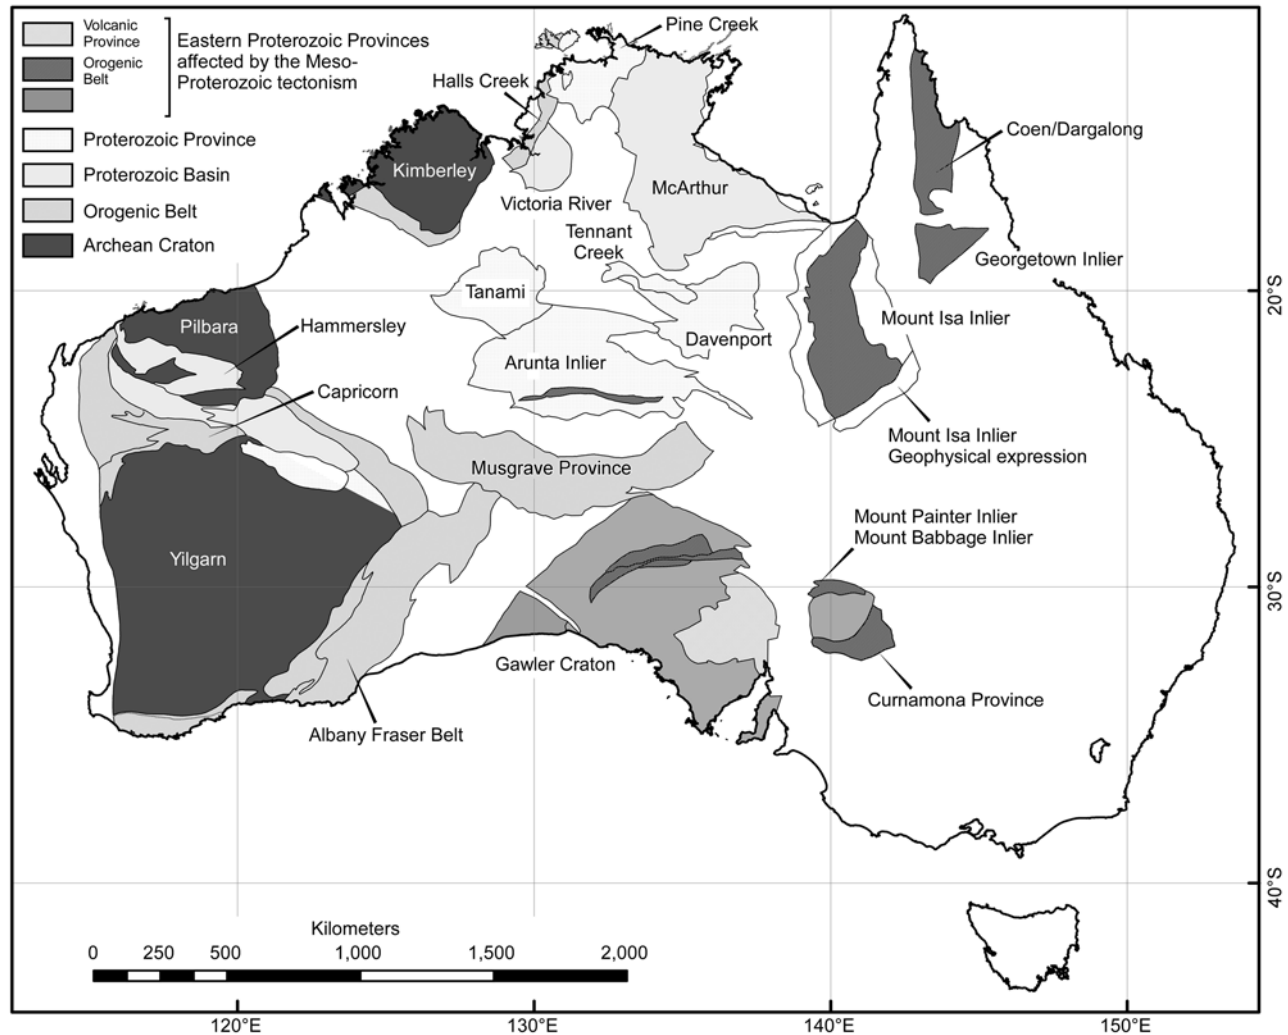 Volcanic
Province
Orogenic
Belt
Eastern Proterozoic Provinces
affected by the Meso-
Proterozoic tectonism
Proterozoic Province
Proterozoic Basin
Orogenic Belt
Archean Craton
Pine Creek
Halls Creek
Kimberley
Coen/Dargalong
McArthur
Victoria River
Tennant
Creek
Georgetown Inlier
20°S
Tanami
Pilbara
Hammersley
Mount Isa Inlier
Davenport
Arunta Inlier
Capricorn
Mount Isa Inlier
Geophysical expression
Musgrave Province
Mount Painter Inlier
Mount Babbage Inlier
Yilgarn
30°S
Gawler Craton
Curnamona Province
Albany Fraser Belt
40°S
Kilometers
0 250 500 1,000 1,500 2,000
120°E 130°E 140°E 150°E